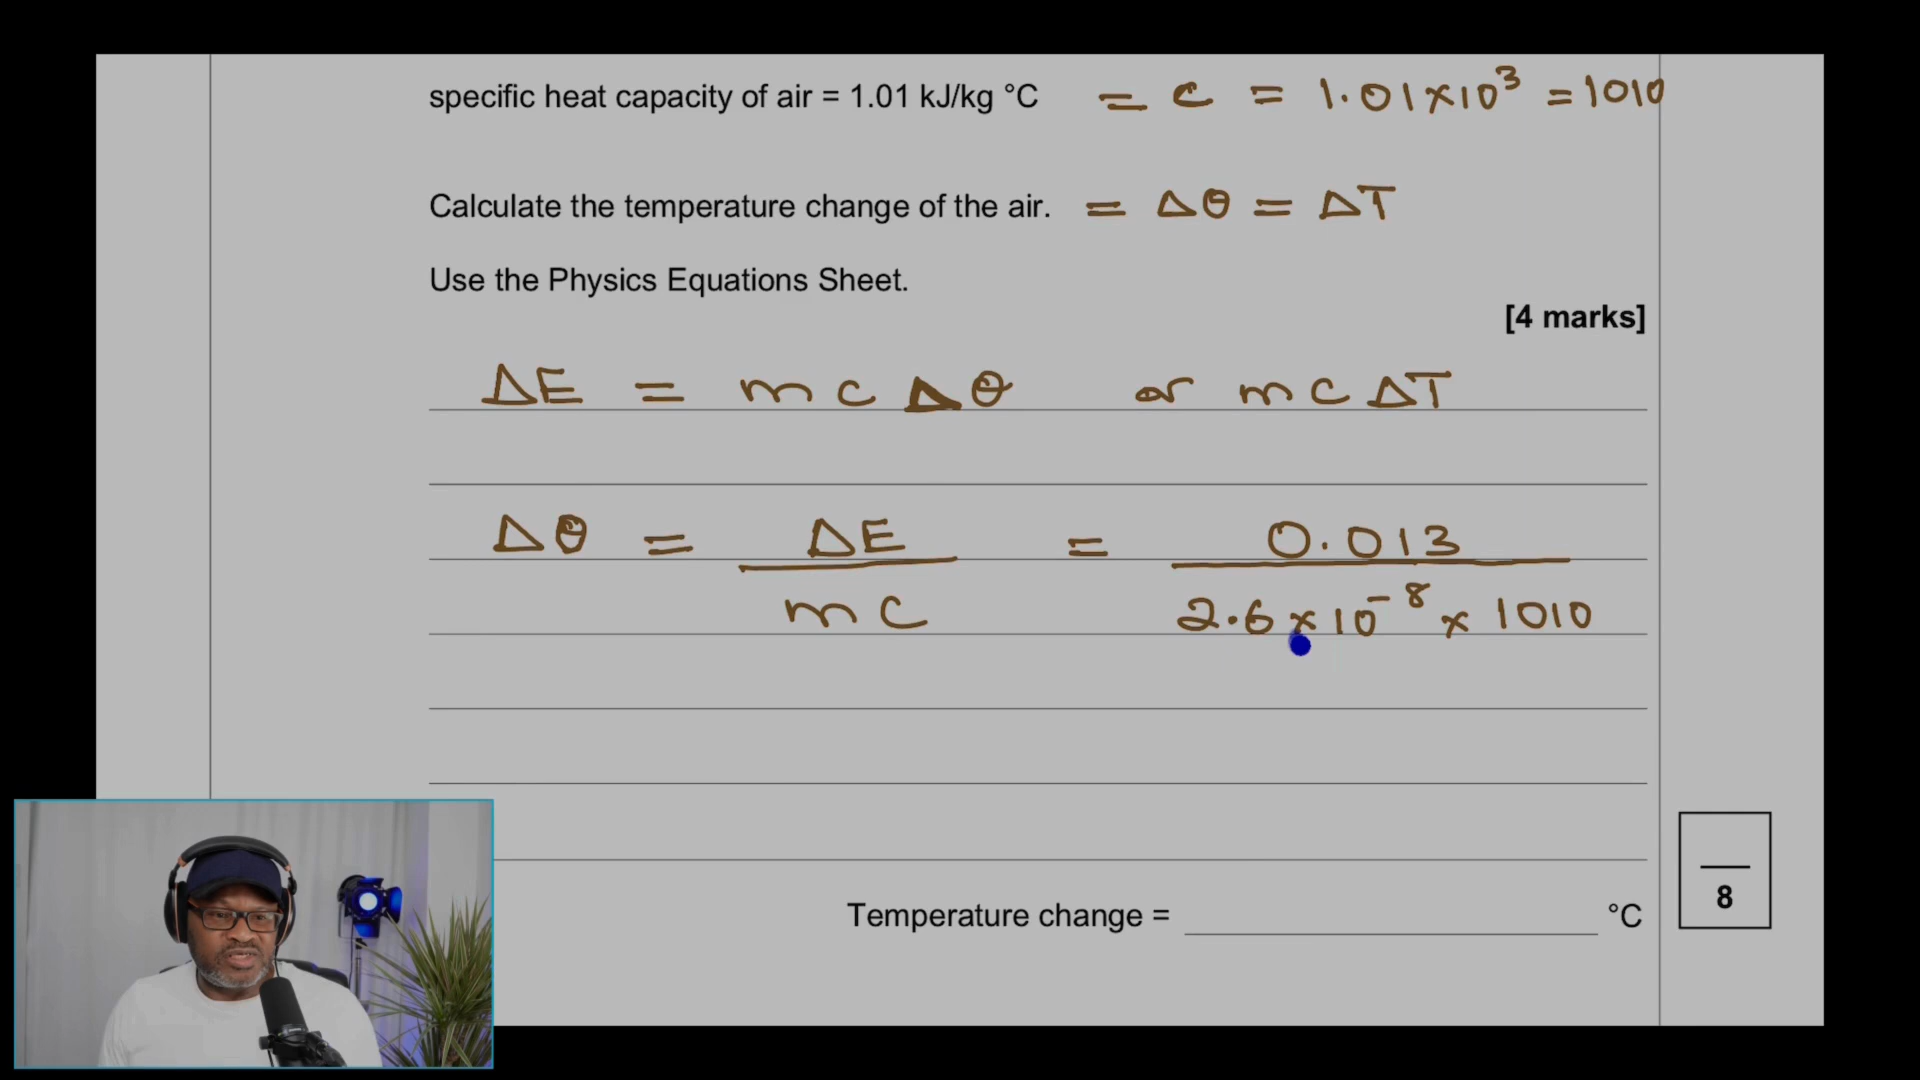 specific heat capacity of air = 1.01 kJ/kg °C = c = 1.01×10³ = 1010
Calculate the temperature change of the air. = Δθ = ΔT
Use the Physics Equations Sheet.
[4 marks]
ΔE = mcΔθ or mcΔT
Δθ = ΔE / mc = 0.013 / 2.6×10⁻⁸ × 1010
Temperature change = ____ °C
8